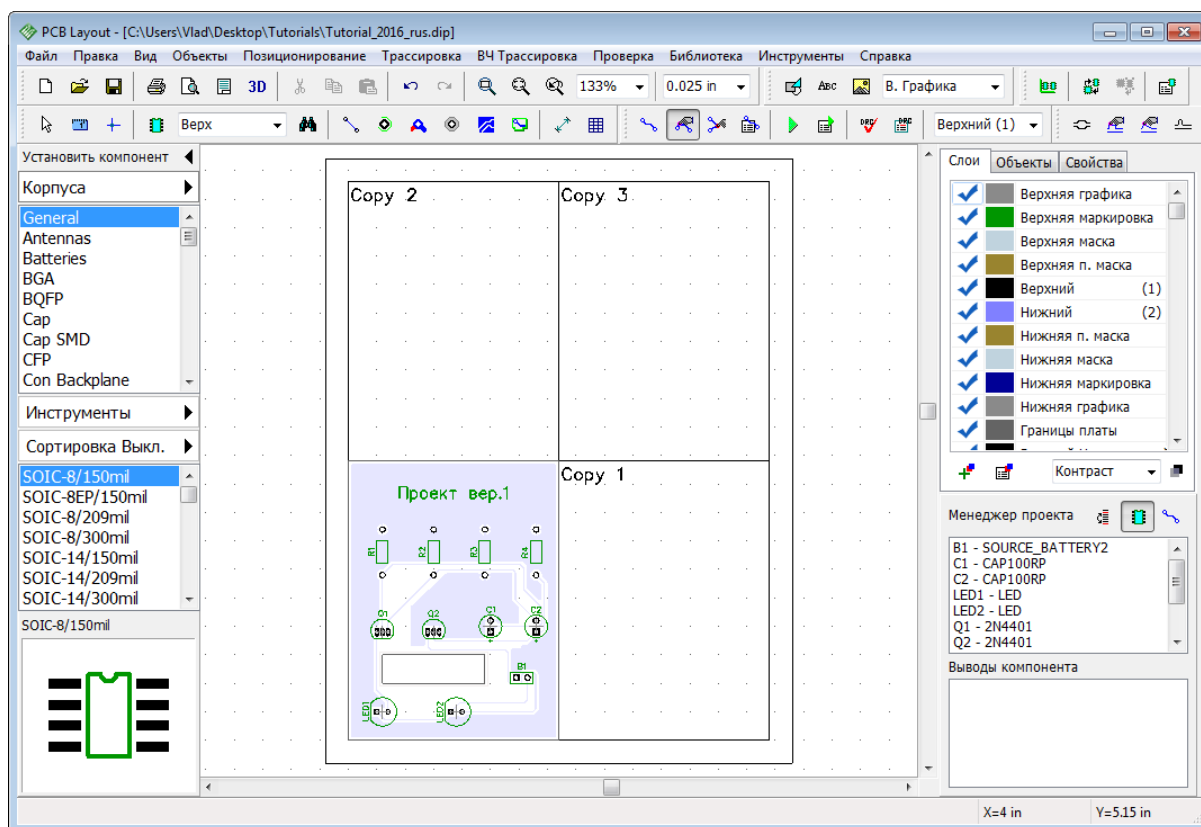 PCB Layout - [C:\Users\Vlad\Desktop\Tutorials\Tutorial_2016_rus.dip]
Файл Правка Вид Объекты Позиционирование Трассировка ВЧ Трассировка Проверка Библиотека Инструменты Справка
3D 133% 0.025 in ABC В. Графика
Верх DRC DRC Верхний (1)
Установить компонент
Корпуса
General
Antennas
Batteries
BGA
BQFP
Cap
Cap SMD
CFP
Con Backplane
Инструменты
Сортировка Выкл.
SOIC-8/150mil
SOIC-8EP/150mil
SOIC-8/209mil
SOIC-8/300mil
SOIC-14/150mil
SOIC-14/209mil
SOIC-14/300mil
SOIC-8/150mil
Copy 2 Copy 3
Copy 1
Проект вер.1
R1 R2 R3 R4
Q1 Q2 C1 C2
B1
LED1 LED2
Слои Объекты Свойства
Верхняя графика
Верхняя маркировка
Верхняя маска
Верхняя п. маска
Верхний (1)
Нижний (2)
Нижняя п. маска
Нижняя маска
Нижняя маркировка
Нижняя графика
Границы платы
Контраст
Менеджер проекта
B1 - SOURCE_BATTERY2
C1 - CAP100RP
C2 - CAP100RP
LED1 - LED
LED2 - LED
Q1 - 2N4401
Q2 - 2N4401
Выводы компонента
X=4 in Y=5.15 in